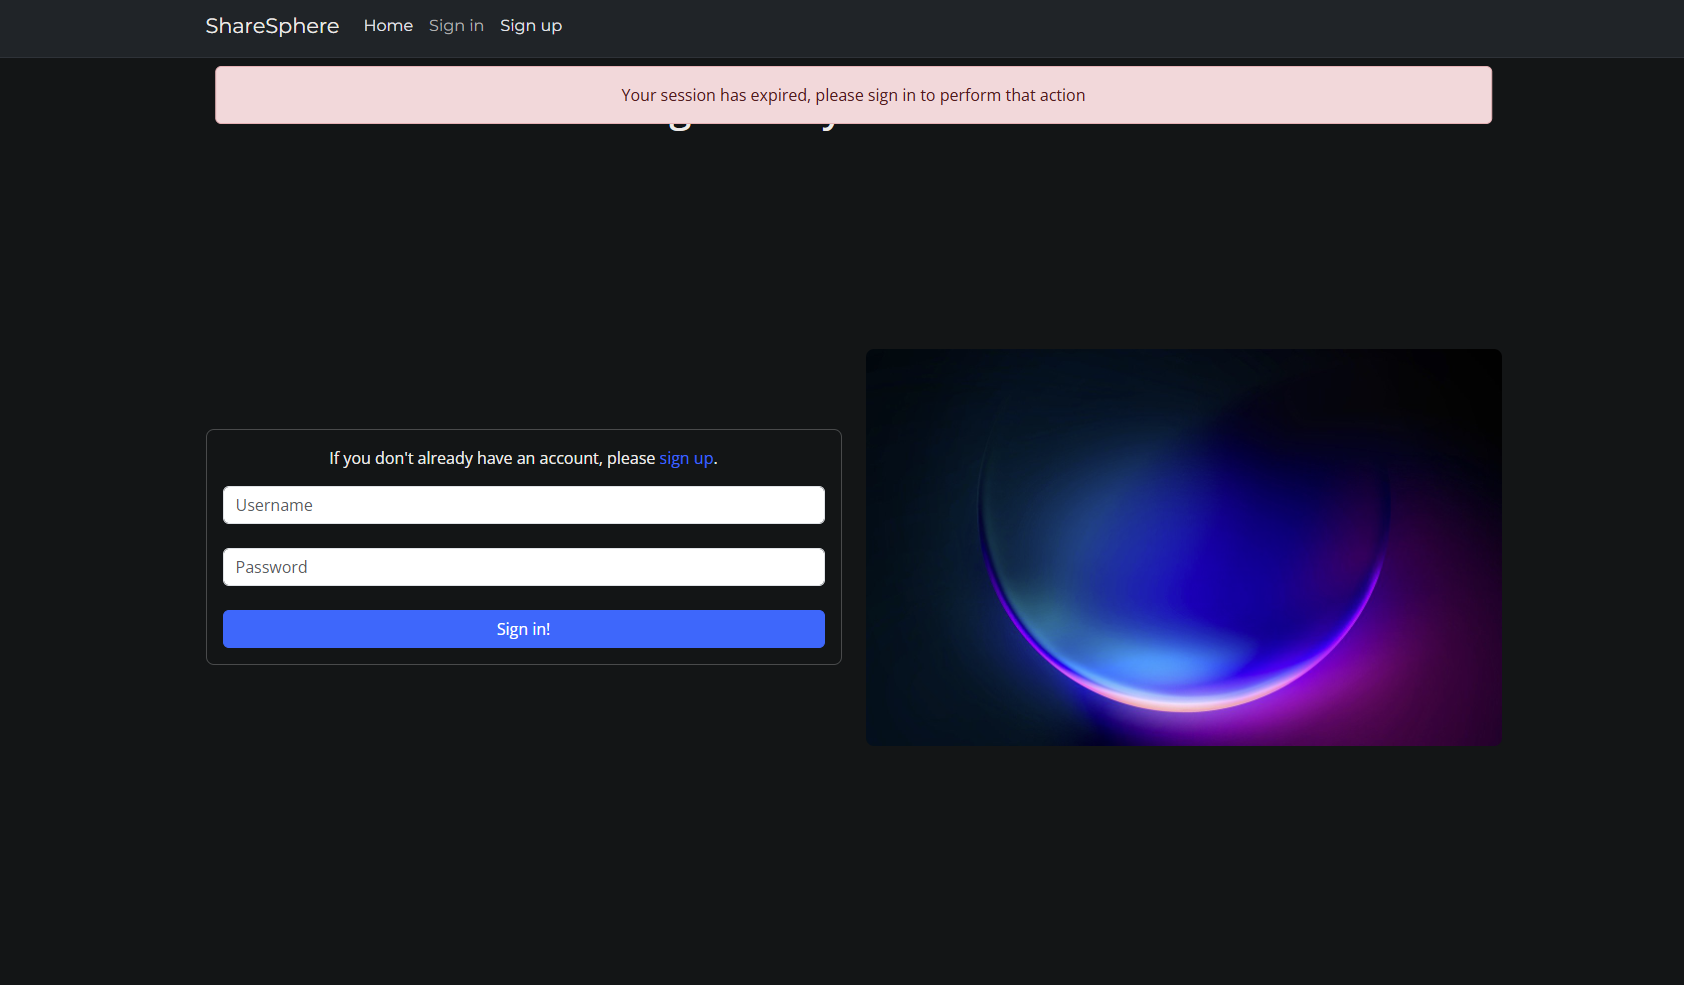 ShareSphere Home Sign in Sign up
Your session has expired, please sign in to perform that action
If you don't already have an account, please sign up.
Username
Password
Sign in!